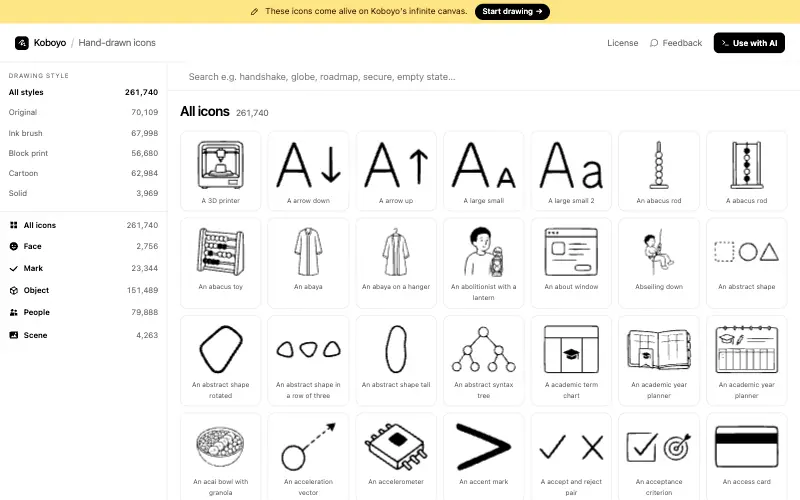 These icons come alive on Koboyo's infinite canvas. Start drawing →
Koboyo / Hand-drawn icons
License
Feedback
Use with AI
DRAWING STYLE
All styles 261,740
Original 70,109
Ink brush 67,998
Block print 56,680
Cartoon 62,984
Solid 3,969
All icons 261,740
Face 2,756
Mark 23,344
Object 151,489
People 79,888
Scene 4,263
Search e.g. handshake, globe, roadmap, secure, empty state...
All icons 261,740
A 3D printer
A
A arrow down
A
A arrow up
A A
A large small
A a
A large small 2
An abacus rod
An abacus rod
An abacus toy
An abaya
An abaya on a hanger
An abolitionist with a
lantern
An about window
Abseiling down
An abstract shape
An abstract shape
rotated
An abstract shape in
a row of three
An abstract shape tall
An abstract syntax
tree
A academic term
chart
An academic year
planner
An academic year
planner
An acai bowl with
granola
An acceleration
vector
An accelerometer
An accent mark
A accept and reject
pair
An acceptance
criterion
An access card